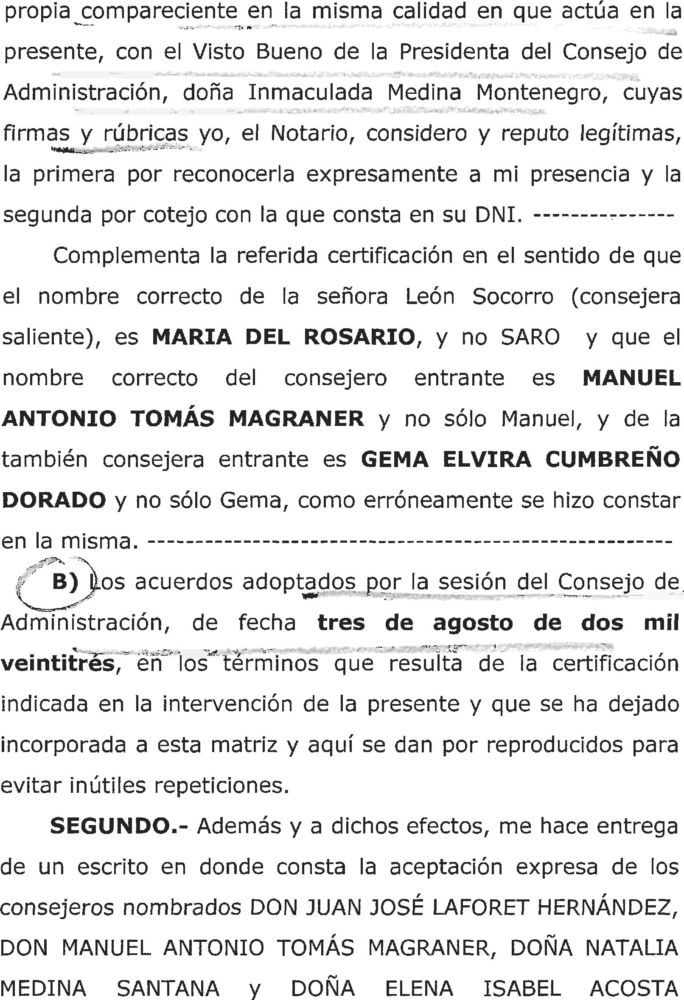 propia compareciente en la misma calidad en que actúa en la
presente, con el Visto Bueno de la Presidenta del Consejo de
Administración, doña Inmaculada Medina Montenegro, cuyas
firmas y rúbricas yo, el Notario, considero y reputo legítimas,
la primera por reconocerla expresamente a mi presencia y la
segunda por cotejo con la que consta en su DNI. ---------------
Complementa la referida certificación en el sentido de que
el nombre correcto de la señora León Socorro (consejera
saliente), es MARIA DEL ROSARIO, y no SARO y que el
nombre correcto del consejero entrante es MANUEL
ANTONIO TOMÁS MAGRANER y no sólo Manuel, y de la
también consejera entrante es GEMA ELVIRA CUMBREÑO
DORADO y no sólo Gema, como erróneamente se hizo constar
en la misma. -------------------------------------------------------
B) Los acuerdos adoptados por la sesión del Consejo de
Administración, de fecha tres de agosto de dos mil
veintitrés, en los términos que resulta de la certificación
indicada en la intervención de la presente y que se ha dejado
incorporada a esta matriz y aquí se dan por reproducidos para
evitar inútiles repeticiones.
SEGUNDO.- Además y a dichos efectos, me hace entrega
de un escrito en donde consta la aceptación expresa de los
consejeros nombrados DON JUAN JOSÉ LAFORET HERNÁNDEZ,
DON MANUEL ANTONIO TOMÁS MAGRANER, DOÑA NATALIA
MEDINA SANTANA y DOÑA ELENA ISABEL ACOSTA